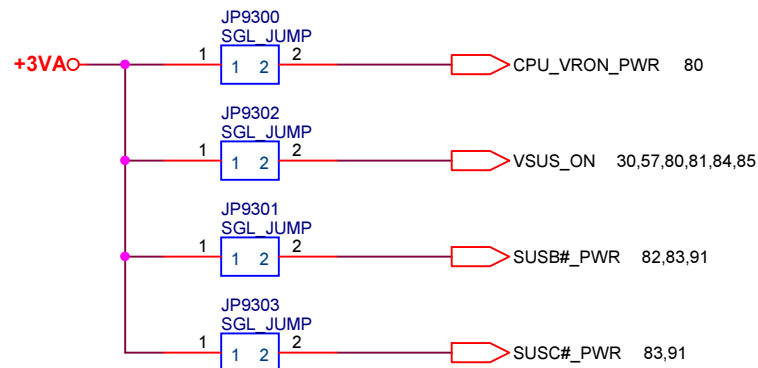 JP9300
SGL_JUMP
+3VA 1 1 2 2 CPU_VRON_PWR 80
JP9302
SGL_JUMP
1 1 2 2 VSUS_ON 30,57,80,81,84,85
JP9301
SGL_JUMP
1 1 2 2 SUSB#_PWR 82,83,91
JP9303
SGL_JUMP
1 1 2 2 SUSC#_PWR 83,91